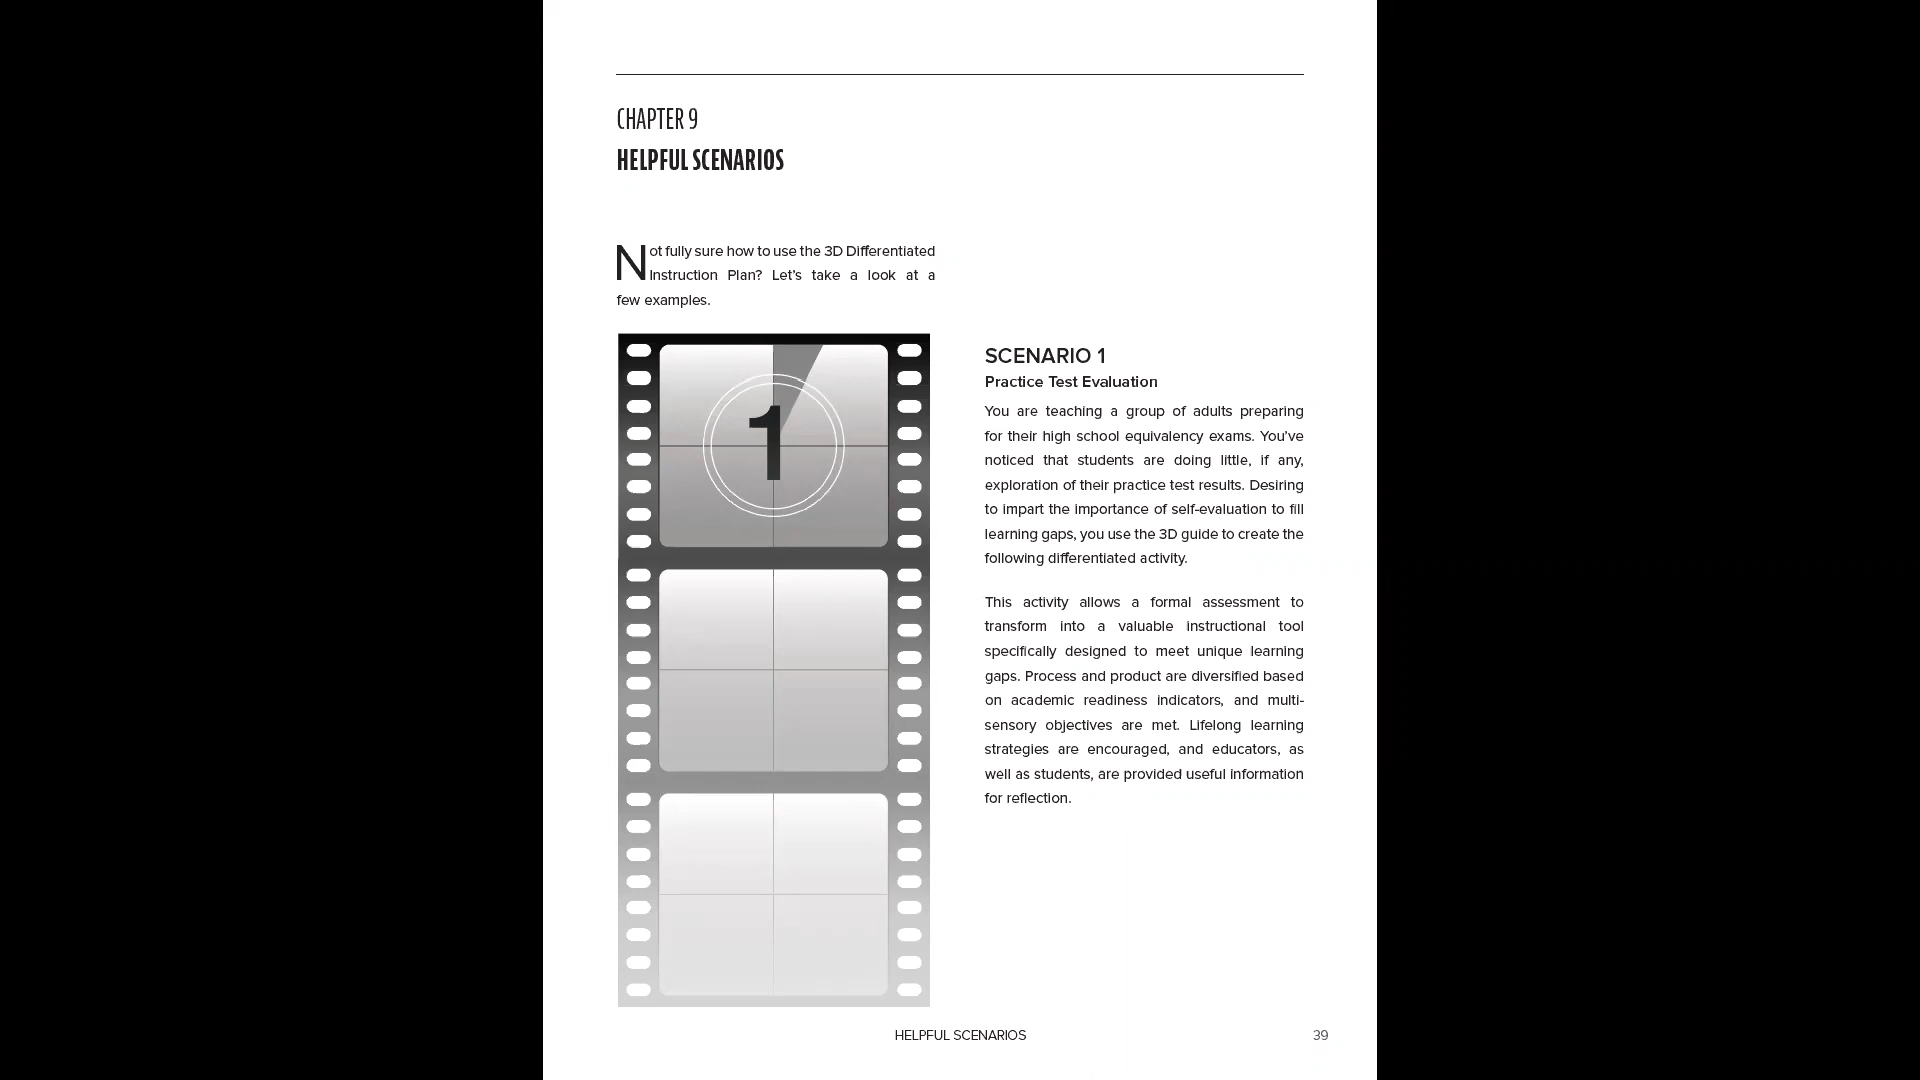 CHAPTER 9
HELPFUL SCENARIOS
Not fully sure how to use the 3D Differentiated
Instruction Plan? Let’s take a look at a
few examples.
1
SCENARIO 1
Practice Test Evaluation
You are teaching a group of adults preparing
for their high school equivalency exams. You’ve
noticed that students are doing little, if any,
exploration of their practice test results. Desiring
to impart the importance of self-evaluation to fill
learning gaps, you use the 3D guide to create the
following differentiated activity.
This activity allows a formal assessment to
transform into a valuable instructional tool
specifically designed to meet unique learning
gaps. Process and product are diversified based
on academic readiness indicators, and multi-
sensory objectives are met. Lifelong learning
strategies are encouraged, and educators, as
well as students, are provided useful information
for reflection.
HELPFUL SCENARIOS
39